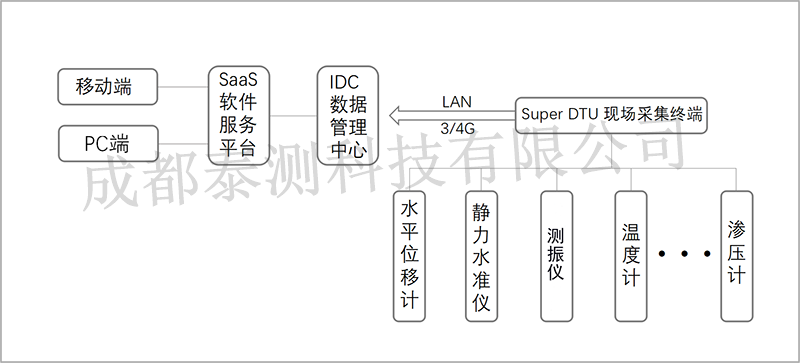 移动端
PC端
SaaS
软件
服务
平台
IDC
数据
管理
中心
LAN
3/4G
Super DTU 现场采集终端
水平位移计
静力水准仪
测振仪
温度计
• • •
渗压计
成都泰测科技有限公司